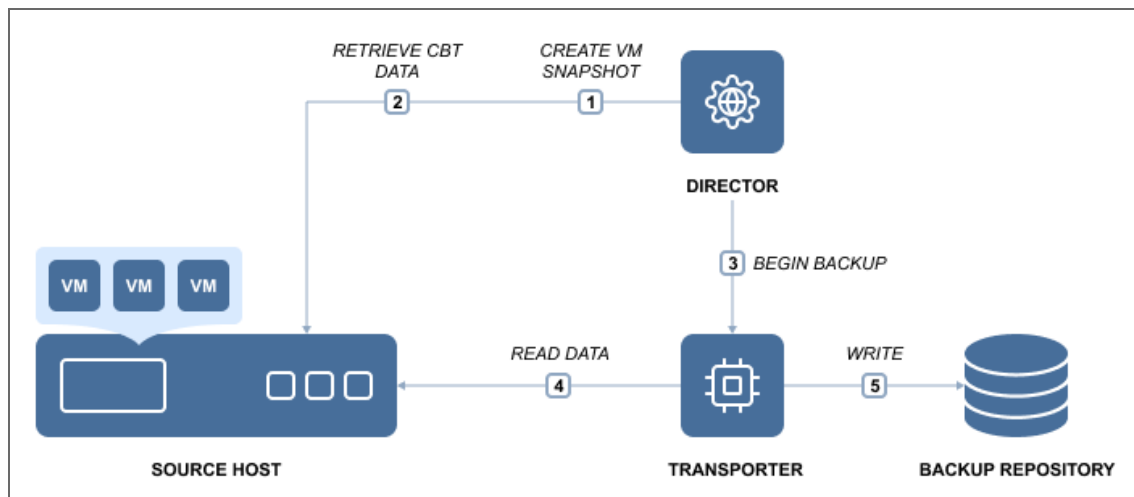 RETRIEVE CBT
DATA
CREATE VM
SNAPSHOT
2
1
DIRECTOR
3
BEGIN BACKUP
VM
VM
VM
READ DATA
4
WRITE
5
SOURCE HOST
TRANSPORTER
BACKUP REPOSITORY